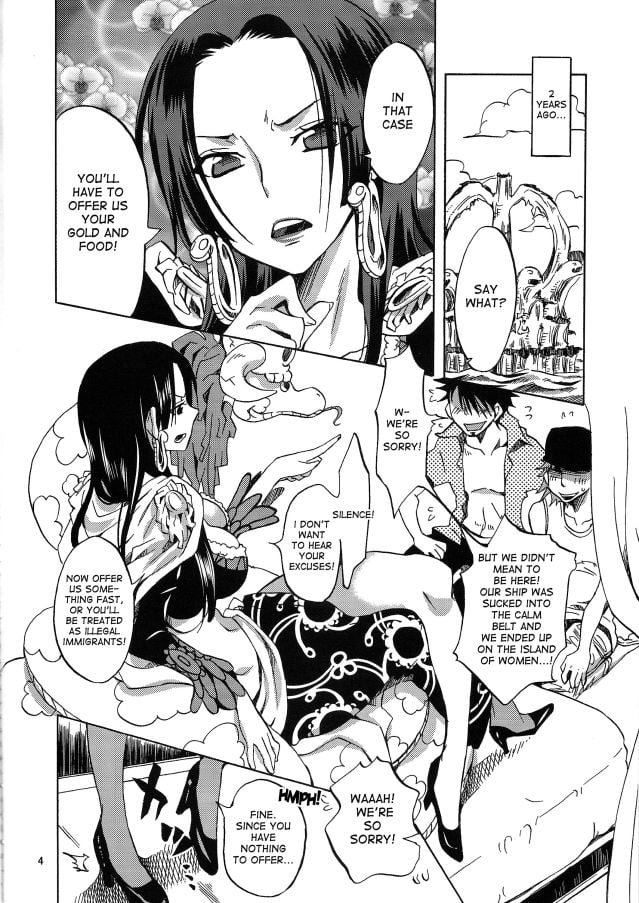 2
YEARS
AGO...
SAY
WHAT?
IN
THAT
CASE
YOU'LL
HAVE TO
OFFER US
YOUR
GOLD AND
FOOD!
W-
WE'RE
SO
SORRY!
BUT WE DIDN'T
MEAN TO
BE HERE!
OUR SHIP WAS
SUCKED INTO
THE CALM
BELT AND
WE ENDED UP
ON THE ISLAND
OF WOMEN...!
SILENCE!
I DON'T
WANT TO
HEAR YOUR
EXCUSES!
NOW OFFER
US SOME-
THING FAST,
OR YOU'LL
BE TREATED
AS ILLEGAL
IMMIGRANTS!
WAAAH!
WE'RE
SO
SORRY!
HMPH!
FINE.
SINCE YOU
HAVE
NOTHING
TO OFFER...
4